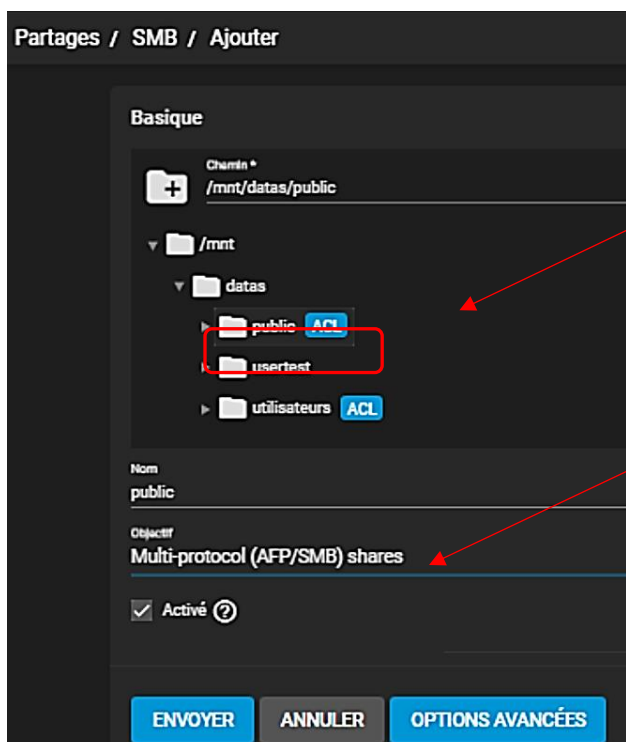 Partages / SMB / Ajouter
Basique
Chemin *
/mnt/datas/public
/mnt
datas
public ACL
usertest
utilisateurs ACL
Nom
public
Objectif
Multi-protocol (AFP/SMB) shares
Activé ?
ENVOYER ANNULER OPTIONS AVANCÉES